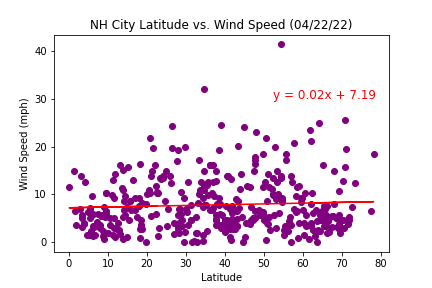 NH City Latitude vs. Wind Speed (04/22/22)
40
30
20
10
0
Wind Speed (mph)
y = 0.02x + 7.19
0 10 20 30 40 50 60 70 80
Latitude